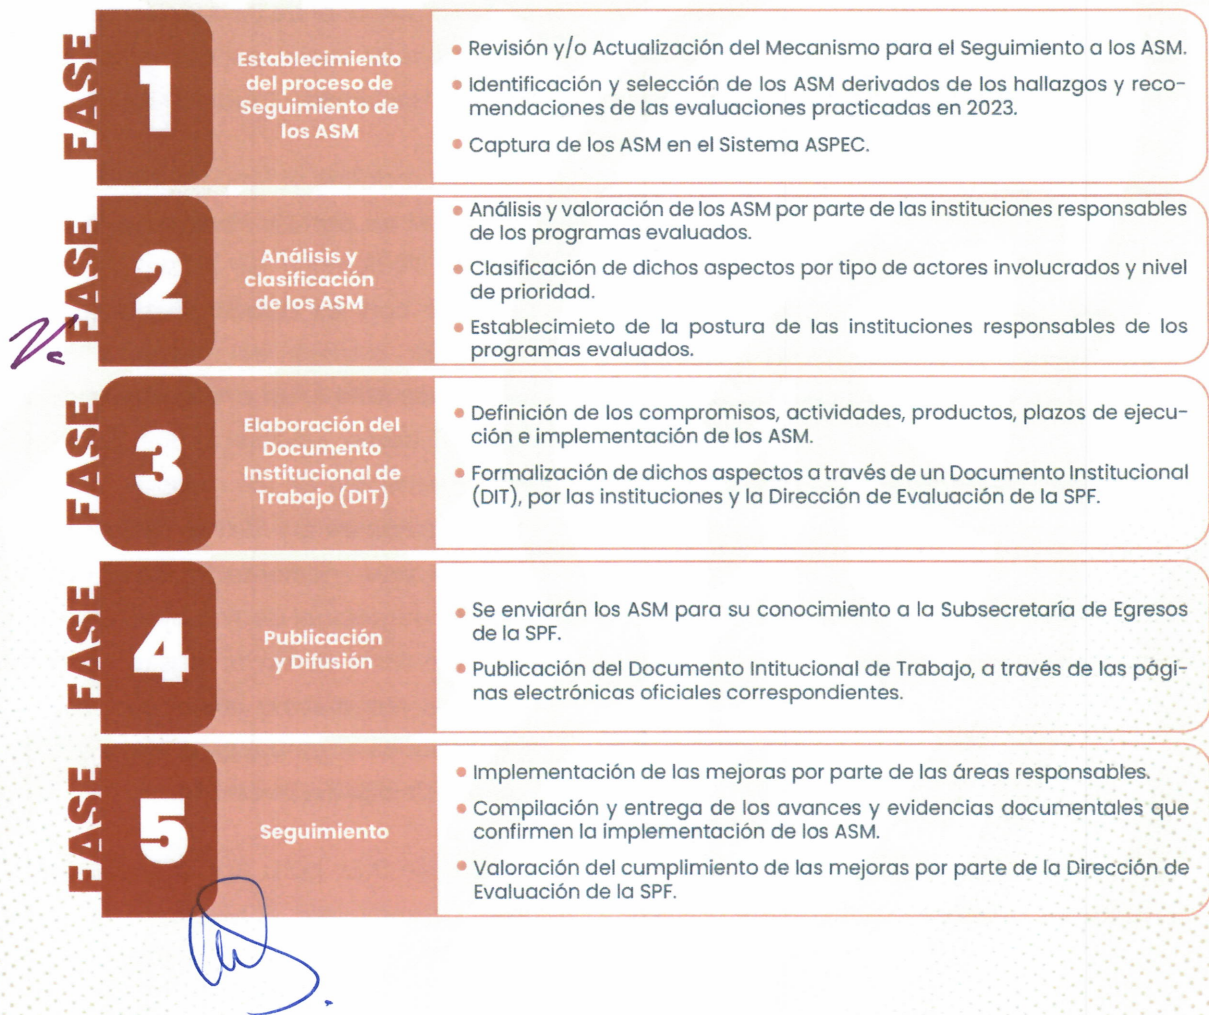 FASE 1
Establecimiento
del proceso de
Seguimiento de
los ASM
• Revisión y/o Actualización del Mecanismo para el Seguimiento a los ASM.
• Identificación y selección de los ASM derivados de los hallazgos y reco-
mendaciones de las evaluaciones practicadas en 2023.
• Captura de los ASM en el Sistema ASPEC.
FASE 2
Análisis y
clasificación
de los ASM
• Análisis y valoración de los ASM por parte de las instituciones responsables
de los programas evaluados.
• Clasificación de dichos aspectos por tipo de actores involucrados y nivel
de prioridad.
• Establecimieto de la postura de las instituciones responsables de los
programas evaluados.
FASE 3
Elaboración del
Documento
Institucional de
Trabajo (DIT)
• Definición de los compromisos, actividades, productos, plazos de ejecu-
ción e implementación de los ASM.
• Formalización de dichos aspectos a través de un Documento Institucional
(DIT), por las instituciones y la Dirección de Evaluación de la SPF.
FASE 4
Publicación
y Difusión
• Se enviarán los ASM para su conocimiento a la Subsecretaría de Egresos
de la SPF.
• Publicación del Documento Intitucional de Trabajo, a través de las pági-
nas electrónicas oficiales correspondientes.
FASE 5
Seguimiento
• Implementación de las mejoras por parte de las áreas responsables.
• Compilación y entrega de los avances y evidencias documentales que
confirmen la implementación de los ASM.
• Valoración del cumplimiento de las mejoras por parte de la Dirección de
Evaluación de la SPF.